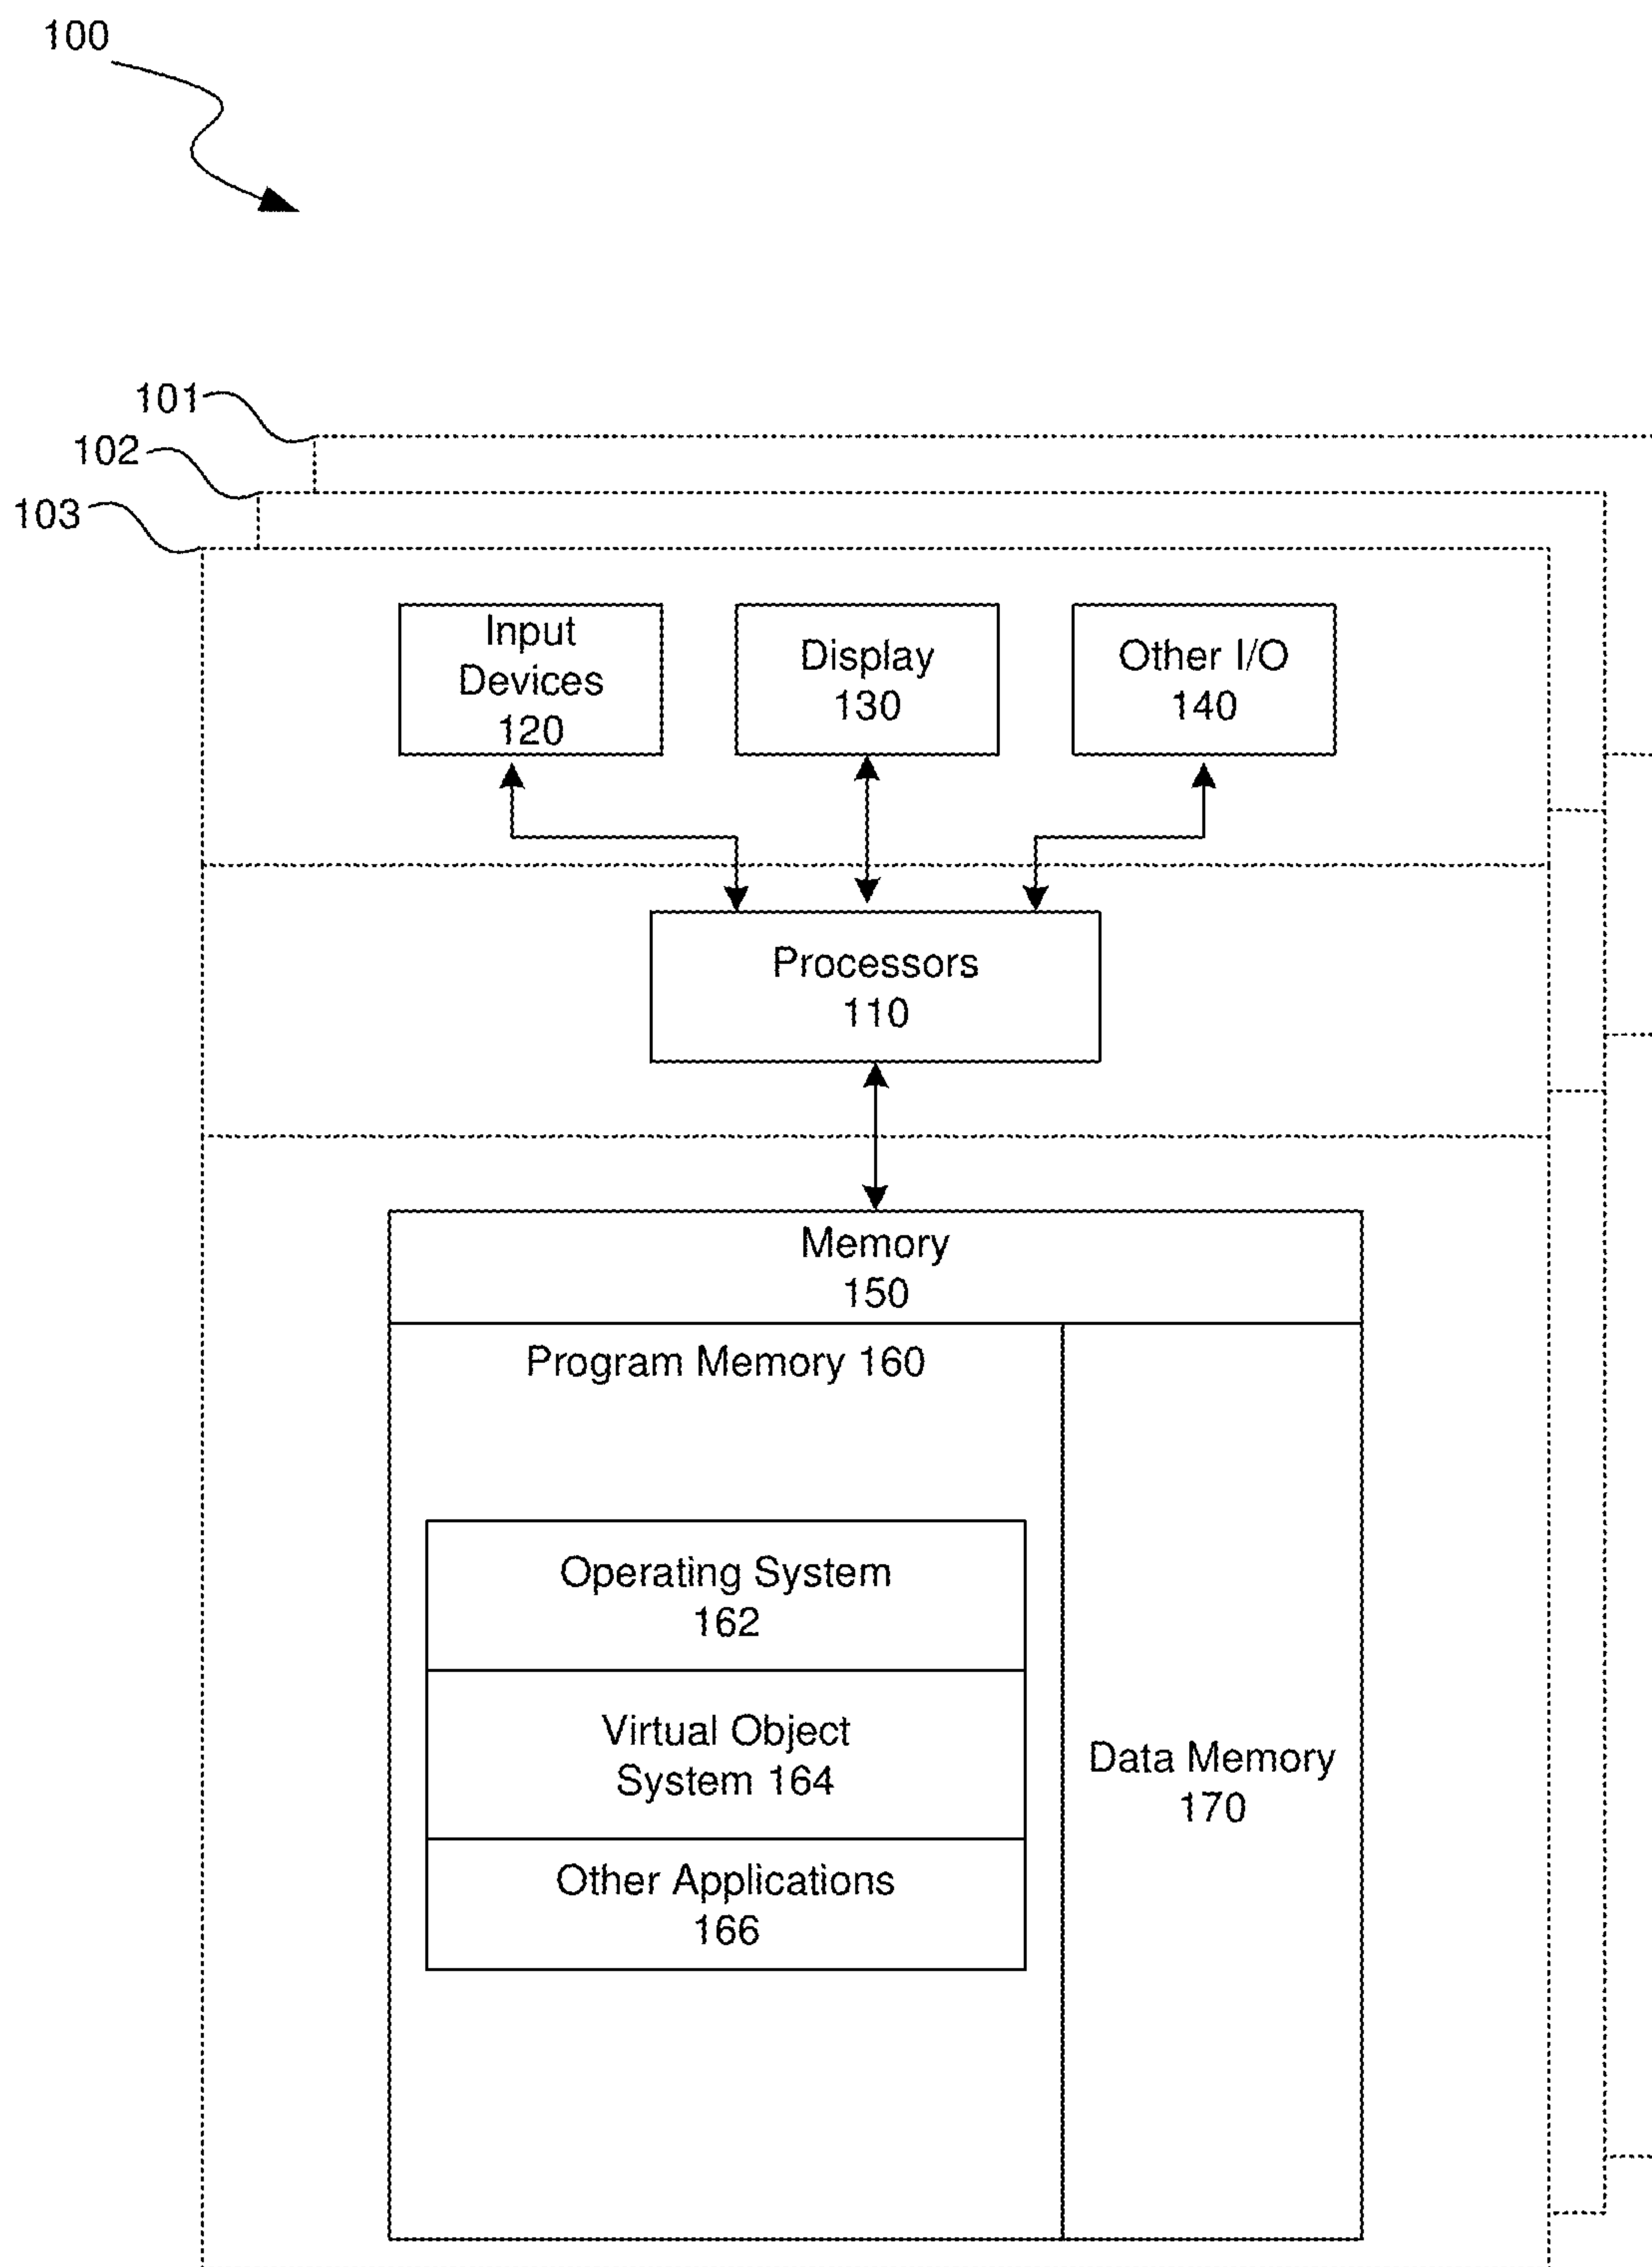 100
101
102
103
Input
Devices
120
Display
130
Other I/O
140
Processors
110
Memory
150
Program Memory 160
Operating System
162
Virtual Object
System 164
Other Applications
166
Data Memory
170